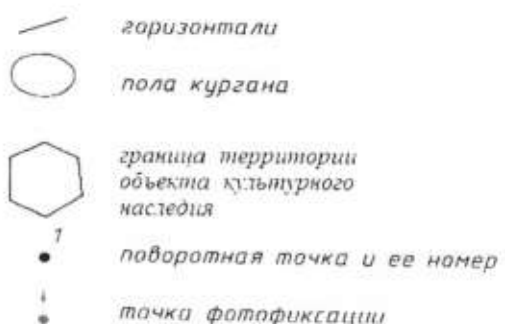 горизонтали
пола кургана
граница территории
объекта культурного
наследия
1
поворотная точка и ее номер
точка фотофиксации